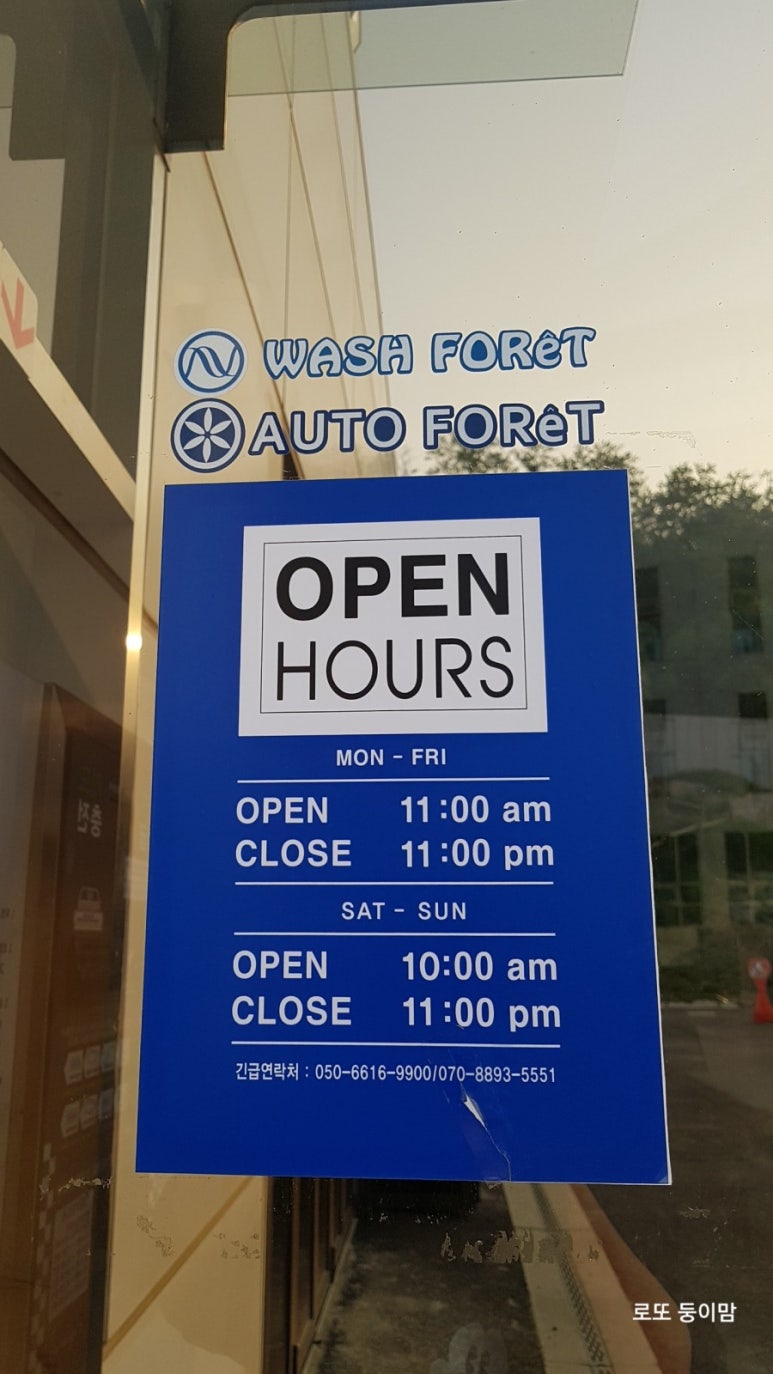 WASH FORêT
AUTO FORêT
OPEN
HOURS
MON - FRI
OPEN 11:00 am
CLOSE 11:00 pm
SAT - SUN
OPEN 10:00 am
CLOSE 11:00 pm
긴급연락처 : 050-6616-9900/070-8893-5551
로또 둥이맘